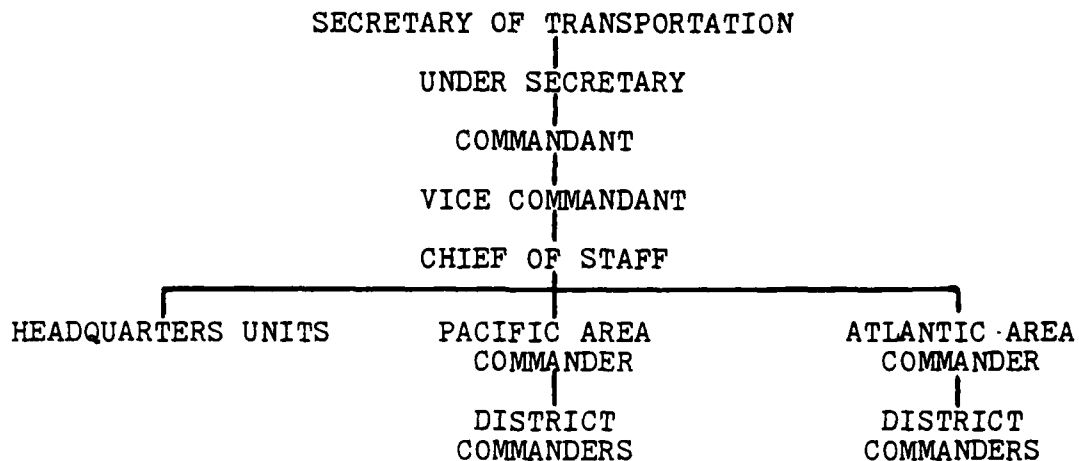 SECRETARY OF TRANSPORTATION
UNDER SECRETARY
COMMANDANT
VICE COMMANDANT
CHIEF OF STAFF
HEADQUARTERS UNITS
PACIFIC AREA
COMMANDER
ATLANTIC AREA
COMMANDER
DISTRICT
COMMANDERS
DISTRICT
COMMANDERS